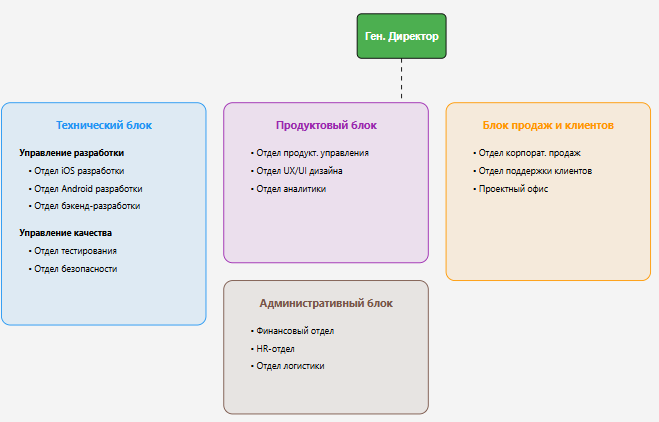 Ген. Директор
Технический блок
Управление разработки
• Отдел iOS разработки
• Отдел Android разработки
• Отдел бэкенд-разработки
Управление качества
• Отдел тестирования
• Отдел безопасности
Продуктовый блок
• Отдел продукт. управления
• Отдел UX/UI дизайна
• Отдел аналитики
Блок продаж и клиентов
• Отдел корпорат. продаж
• Отдел поддержки клиентов
• Проектный офис
Административный блок
• Финансовый отдел
• HR-отдел
• Отдел логистики